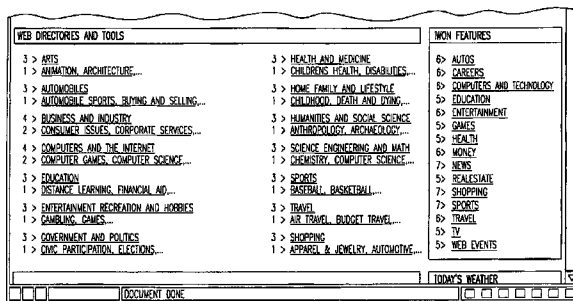 WEB DIRECTORIES AND TOOLS
3 > ARTS
1 > ANIMATION, ARCHITECTURE,...
3 > AUTOMOBILES
1 > AUTOMOBILE SPORTS, BUYING AND SELLING,...
4 > BUSINESS AND INDUSTRY
2 > CONSUMER ISSUES, CORPORATE SERVICES,...
4 > COMPUTERS AND THE INTERNET
2 > COMPUTER GAMES, COMPUTER SCIENCE,...
3 > EDUCATION
1 > DISTANCE LEARNING, FINANCIAL AID,...
3 > ENTERTAINMENT RECREATION AND HOBBIES
1 > GAMBLING, GAMES,...
3 > GOVERNMENT AND POLITICS
1 > CIVIC PARTICIPATION, ELECTIONS,...
3 > HEALTH AND MEDICINE
1 > CHILDRENS HEALTH, DISABILITIES,...
3 > HOME FAMILY AND LIFESTYLE
1 > CHILDHOOD, DEATH AND DYING,...
3 > HUMANITIES AND SOCIAL SCIENCE
1 > ANTHROPOLOGY, ARCHAEOLOGY,...
3 > SCIENCE ENGINEERING AND MATH
1 > CHEMISTRY, COMPUTER SCIENCE,...
3 > SPORTS
1 > BASEBALL, BASKETBALL,...
3 > TRAVEL
1 > AIR TRAVEL, BUDGET TRAVEL,...
3 > SHOPPING
1 > APPAREL & JEWELRY, AUTOMOTIVE,...
IWON FEATURES
6> AUTOS
6> CAREERS
6> COMPUTERS AND TECHNOLOGY
5> EDUCATION
6> ENTERTAINMENT
5> GAMES
5> HEALTH
6> MONEY
7> NEWS
5> REALESTATE
7> SHOPPING
7> SPORTS
6> TRAVEL
5> TV
5> WEB EVENTS
TODAY'S WEATHER
DOCUMENT DONE